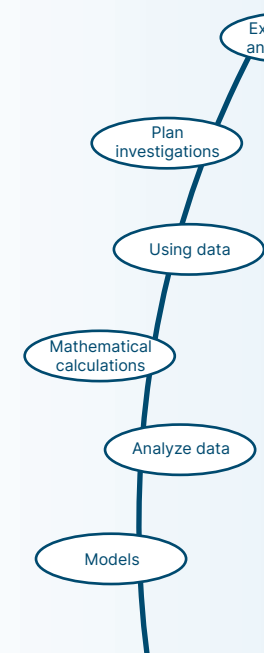 Plan
investigations
Using data
Mathematical
calculations
Analyze data
Models